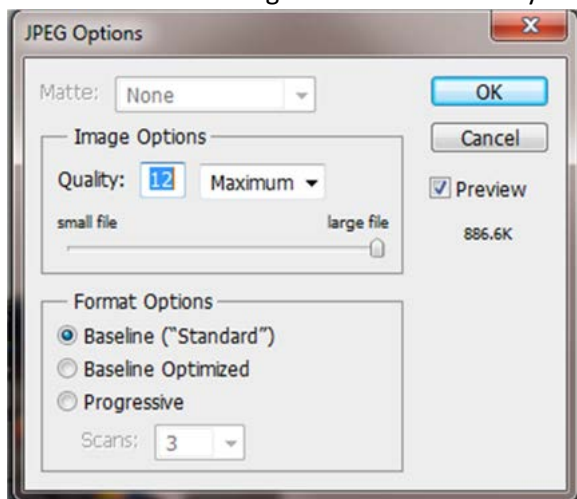 JPEG Options
Matte: None
OK
Image Options
Cancel
Quality: 12 Maximum
Preview
small file large file
886.6K
Format Options
Baseline ("Standard")
Baseline Optimized
Progressive
Scans: 3